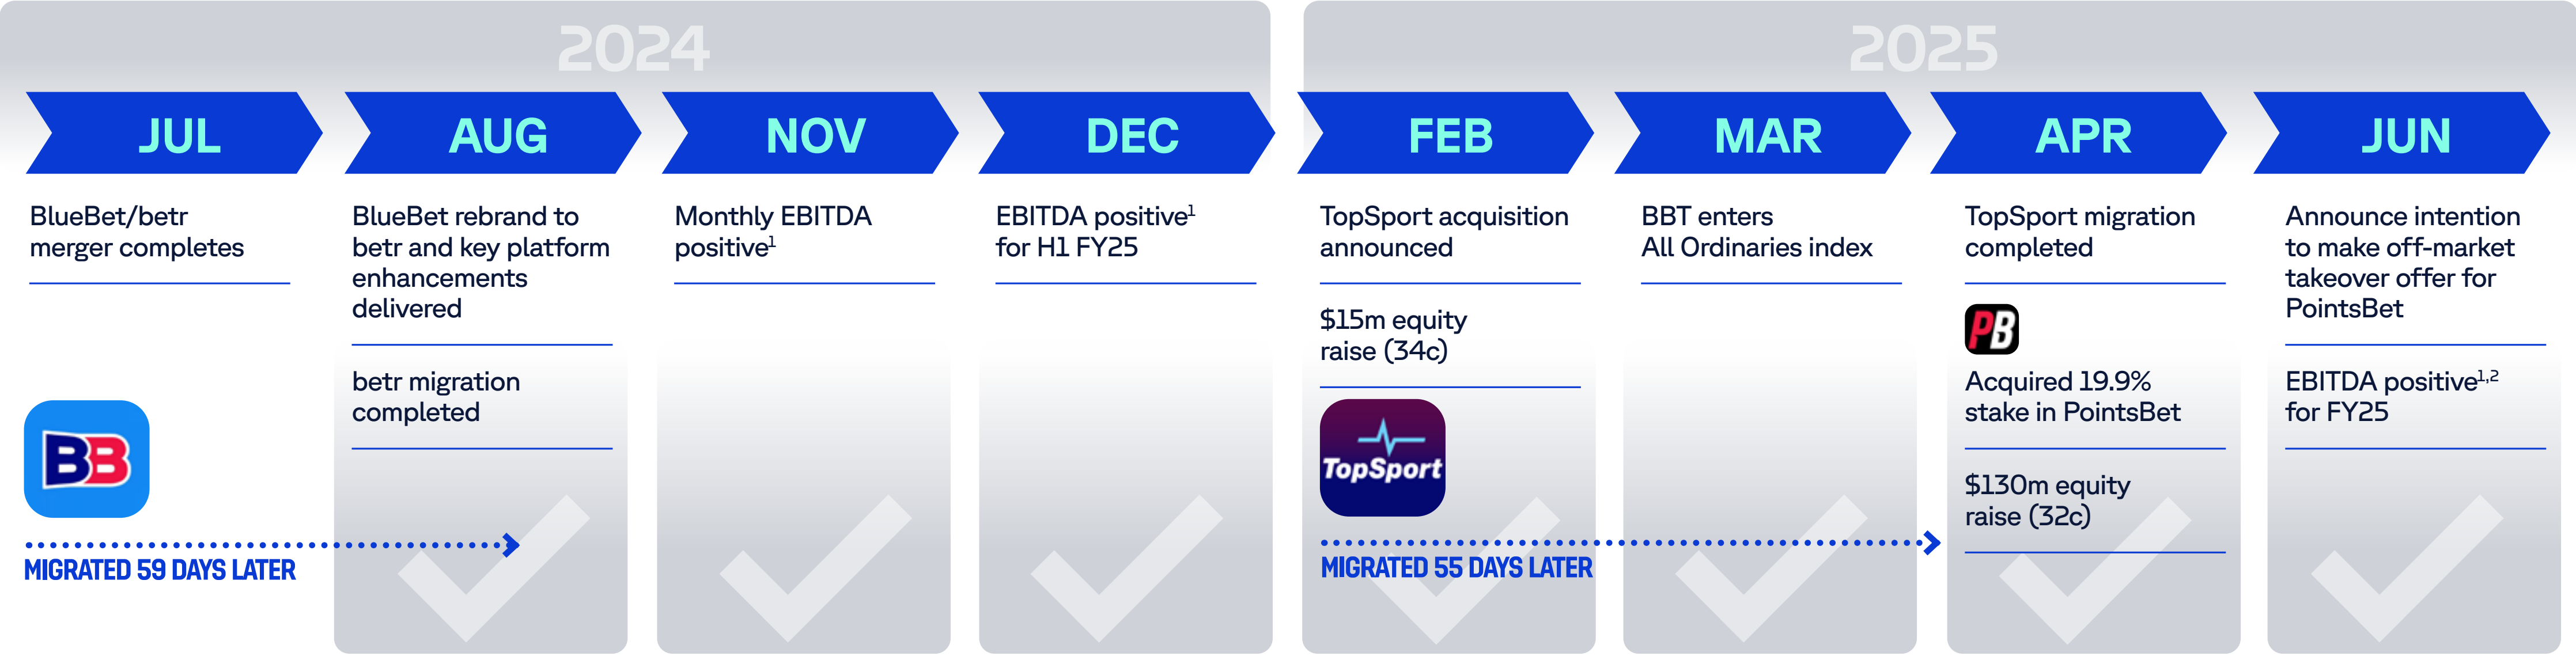 2024
2025
JUL
AUG
NOV
DEC
FEB
MAR
APR
JUN
BlueBet/betr
merger completes
BB
MIGRATED 59 DAYS LATER
BlueBet rebrand to
betr and key platform
enhancements
delivered
betr migration
completed
Monthly EBITDA
positive¹
EBITDA positive¹
for H1 FY25
TopSport acquisition
announced
$15m equity
raise (34c)
TopSport
MIGRATED 55 DAYS LATER
BBT enters
All Ordinaries index
TopSport migration
completed
PB
Acquired 19.9%
stake in PointsBet
$130m equity
raise (32c)
Announce intention
to make off-market
takeover offer for
PointsBet
EBITDA positive¹,²
for FY25